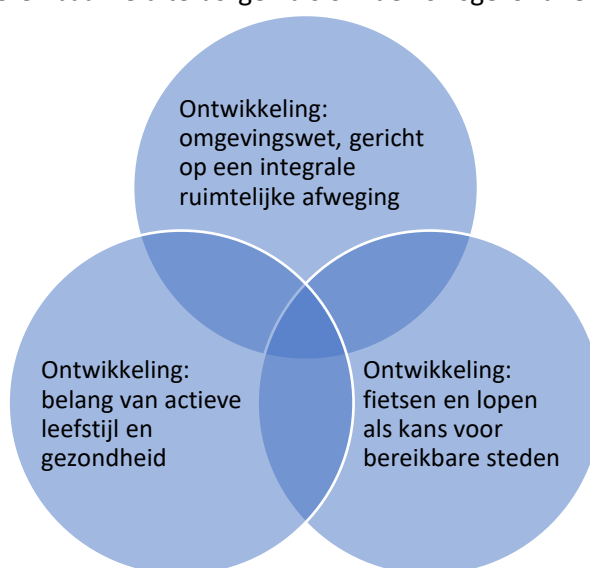 Ontwikkeling:
omgevingswet, gericht
op een integrale
ruimtelijke afweging
Ontwikkeling:
belang van actieve
leefstijl en
gezondheid
Ontwikkeling:
fietsen en lopen
als kans voor
bereikbare steden